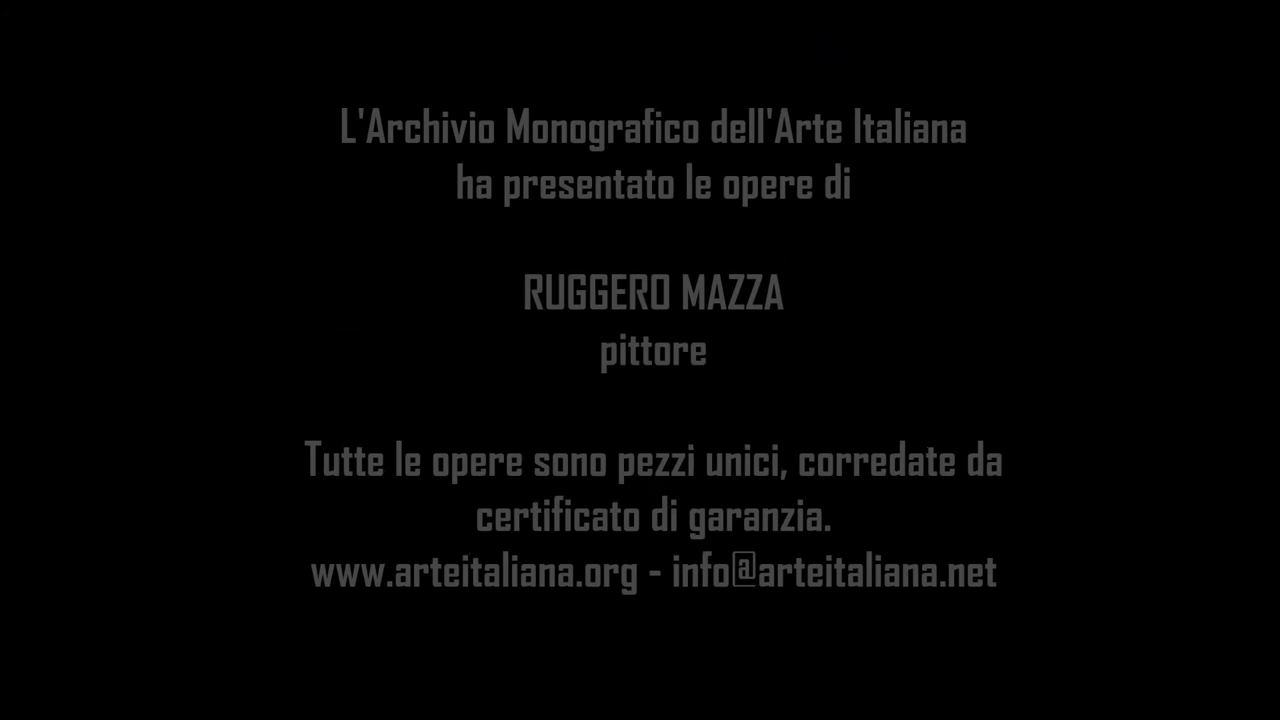 L'Archivio Monografico dell'Arte Italiana
ha presentato le opere di
RUGGERO MAZZA
pittore
Tutte le opere sono pezzi unici, corredate da
certificato di garanzia.
www.arteitaliana.org - info@arteitaliana.net